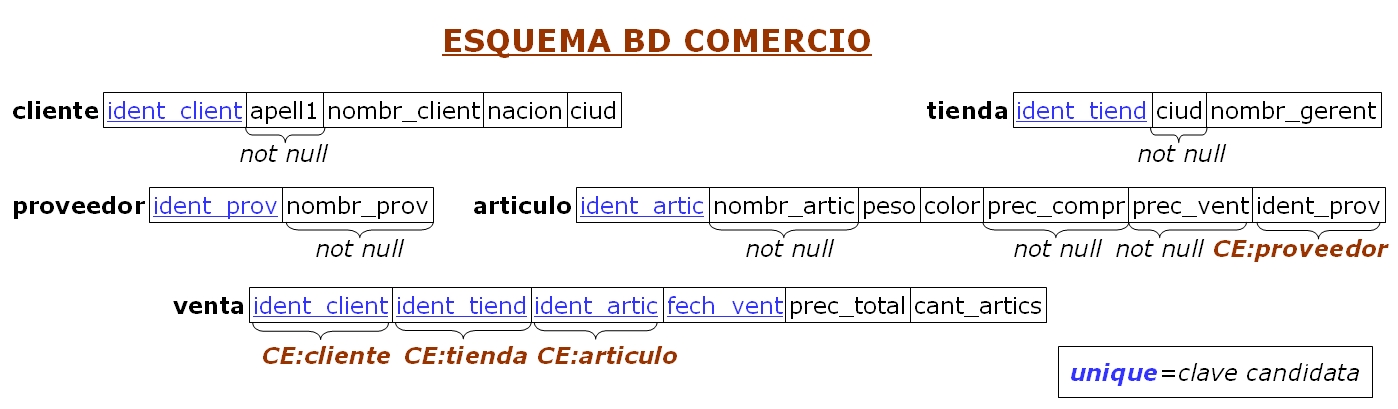 ESQUEMA BD COMERCIO
cliente ident_client apell1 nombr_client nacion ciud tienda ident_tiend ciud nombr_gerent
not null not null
proveedor ident_prov nombr_prov articulo ident_artic nombr_artic peso color prec_compr prec_vent ident_prov
not null not null not null not null CE:proveedor
venta ident_client ident_tiend ident_artic fech_vent prec_total cant_artics
CE:cliente CE:tienda CE:articulo
unique=clave candidata